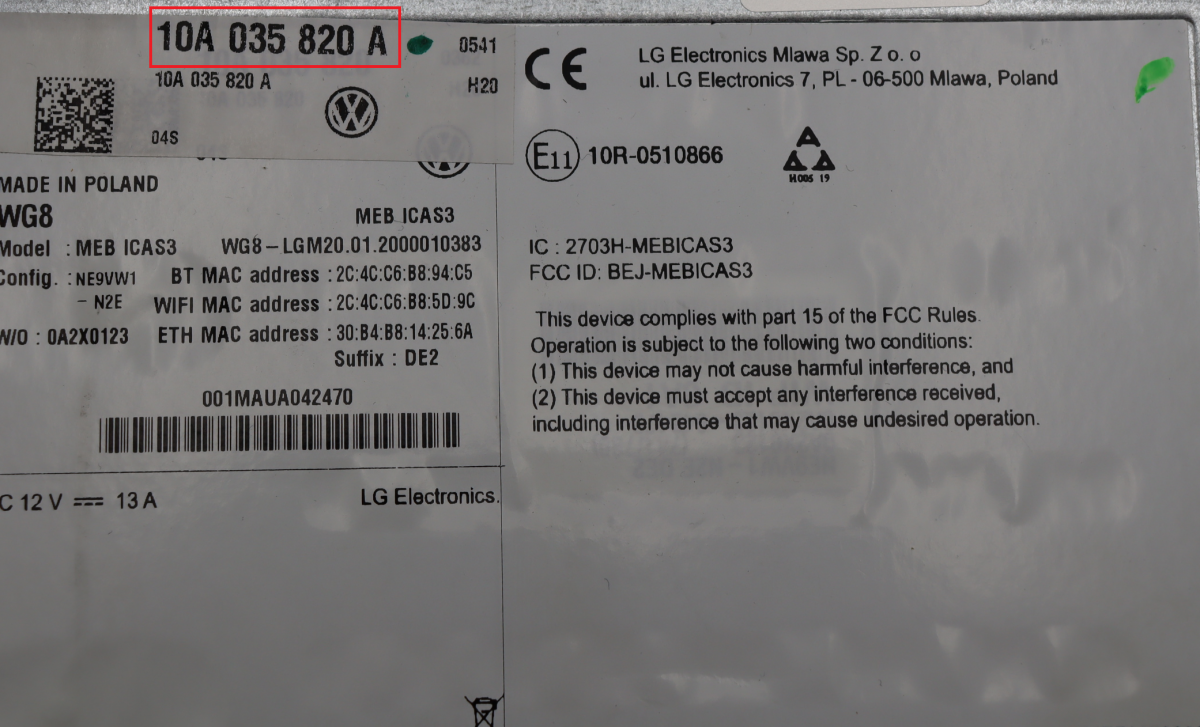 10A 035 820 A
0541
10A 035 820 A
H20
04S
MADE IN POLAND
WG8
MEB ICAS3
Model : MEB ICAS3
WG8-LGM20.01.2000010383
Config. : NE9VW1
- N2E
BT MAC address : 2C:4C:C6:B8:94:C5
WIFI MAC address : 2C:4C:C6:B8:5D:9C
W/O : 0A2X0123
ETH MAC address : 30:B4:B8:14:25:6A
Suffix : DE2
001MAUA042470
C 12 V 13 A
LG Electronics.
CE
LG Electronics Mlawa Sp. Z o. o
ul. LG Electronics 7, PL - 06-500 Mlawa, Poland
E11 10R-0510866
H005 19
IC : 2703H-MEBICAS3
FCC ID: BEJ-MEBICAS3
This device complies with part 15 of the FCC Rules.
Operation is subject to the following two conditions:
(1) This device may not cause harmful interference, and
(2) This device must accept any interference received,
including interference that may cause undesired operation.